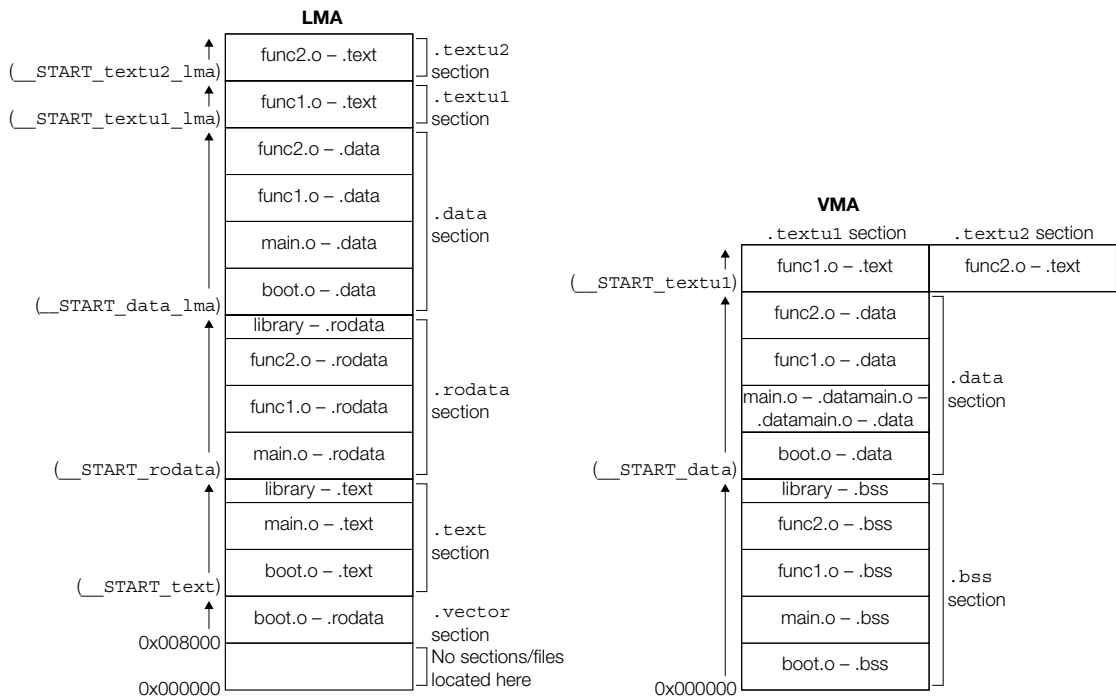 LMA
func2.o – .text
.textu2
section
(__START_textu2_lma)
func1.o – .text
.textu1
section
(__START_textu1_lma)
func2.o – .data
func1.o – .data
main.o – .data
boot.o – .data
.data
section
(__START_data_lma)
library – .rodata
func2.o – .rodata
func1.o – .rodata
main.o – .rodata
.rodata
section
(__START_rodata)
library – .text
main.o – .text
boot.o – .text
.text
section
(__START_text)
boot.o – .rodata
.vector
section
0x008000
No sections/files
located here
0x000000
VMA
.textu1 section
.textu2 section
func1.o – .text
func2.o – .text
(__START_textu1)
func2.o – .data
func1.o – .data
main.o – .datamain.o –
.datamain.o – .data
boot.o – .data
.data
section
(__START_data)
library – .bss
func2.o – .bss
func1.o – .bss
main.o – .bss
boot.o – .bss
.bss
section
0x000000